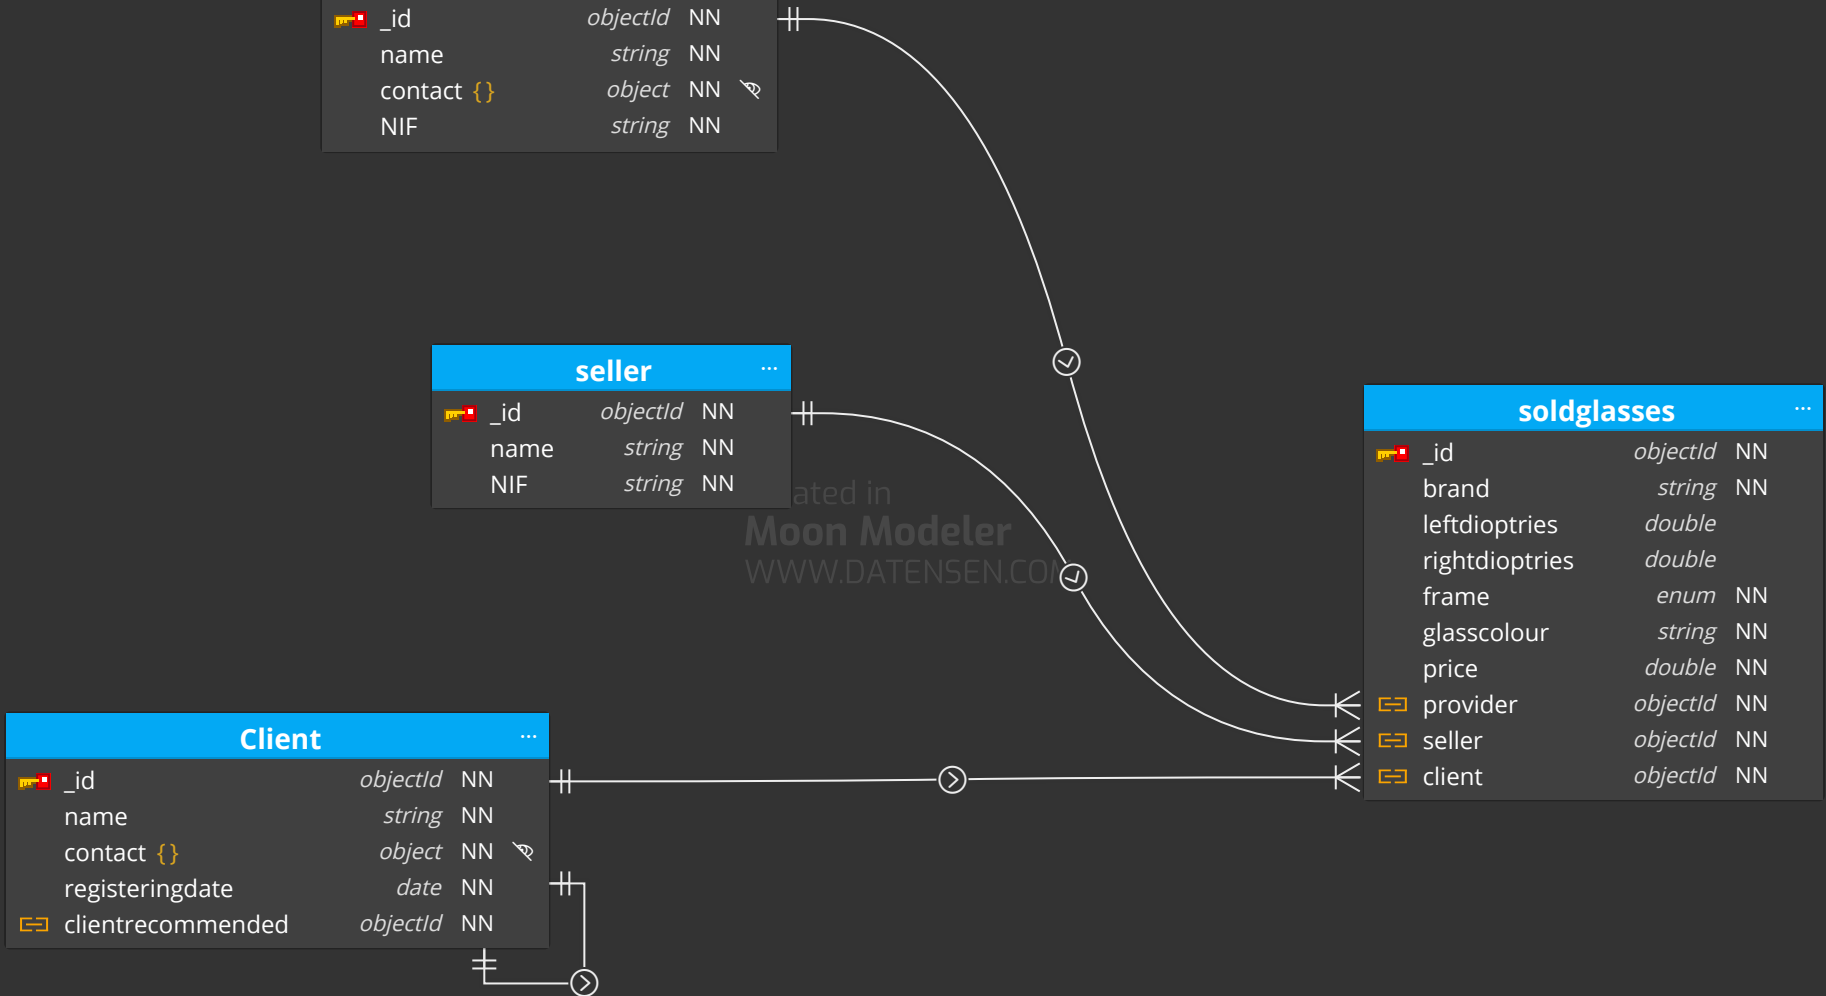 _id objectId NN
name string NN
contact {} object NN
NIF string NN
seller ...
_id objectId NN
name string NN
NIF string NN
ated in
Moon Modeler
WWW.DATENSEN.COM
soldglasses ...
_id objectId NN
brand string NN
leftdioptries double
rightdioptries double
frame enum NN
glasscolour string NN
price double NN
provider objectId NN
seller objectId NN
client objectId NN
Client ...
_id objectId NN
name string NN
contact {} object NN
registeringdate date NN
clientrecommended objectId NN